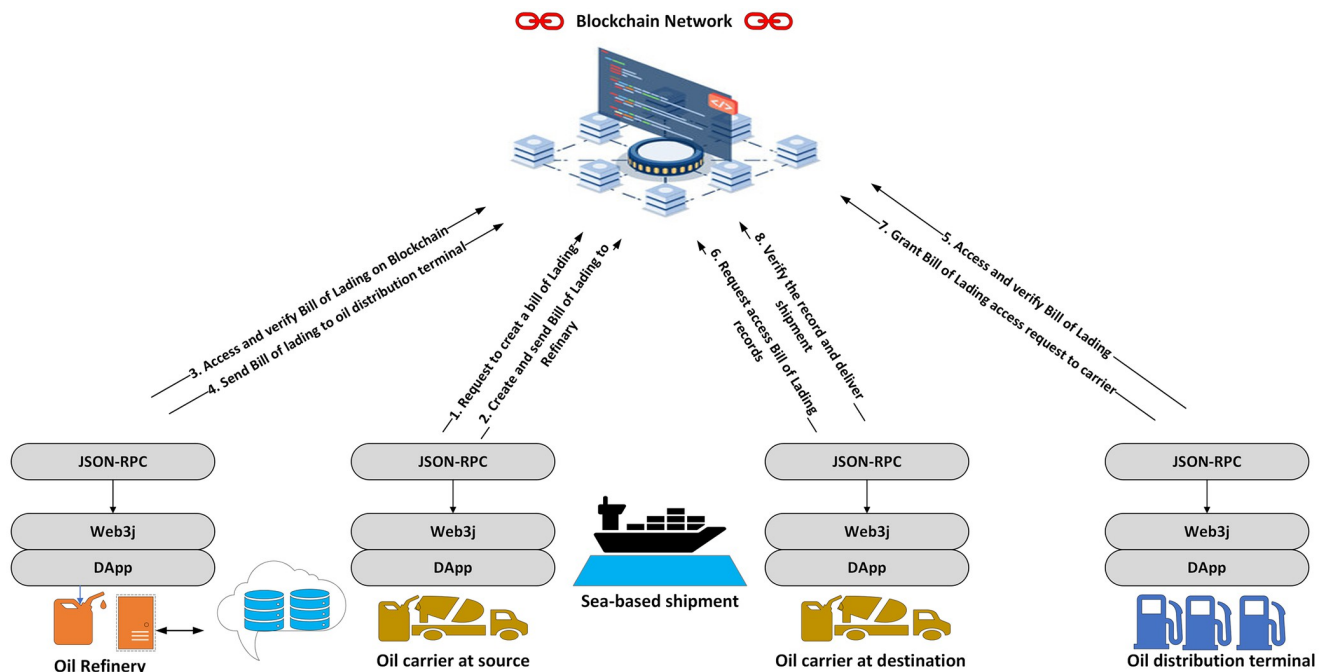 Blockchain Network
</>
3. Access and verify Bill of Lading on Blockchain
4. Send Bill of lading to oil distribution terminal
1. Request to creat a bill of Lading
2. Create and send Bill of Lading to
Refinary
6. Request access Bill of Lading
records
8. Verify the record and deliver
shipment
5. Access and verify Bill of Lading
7. Grant Bill of Lading access request to carrier
JSON-RPC
JSON-RPC
JSON-RPC
JSON-RPC
Web3j
Web3j
Web3j
Web3j
DApp
DApp
DApp
DApp
Sea-based shipment
Oil Refinery
Oil carrier at source
Oil carrier at destination
Oil distribution terminal